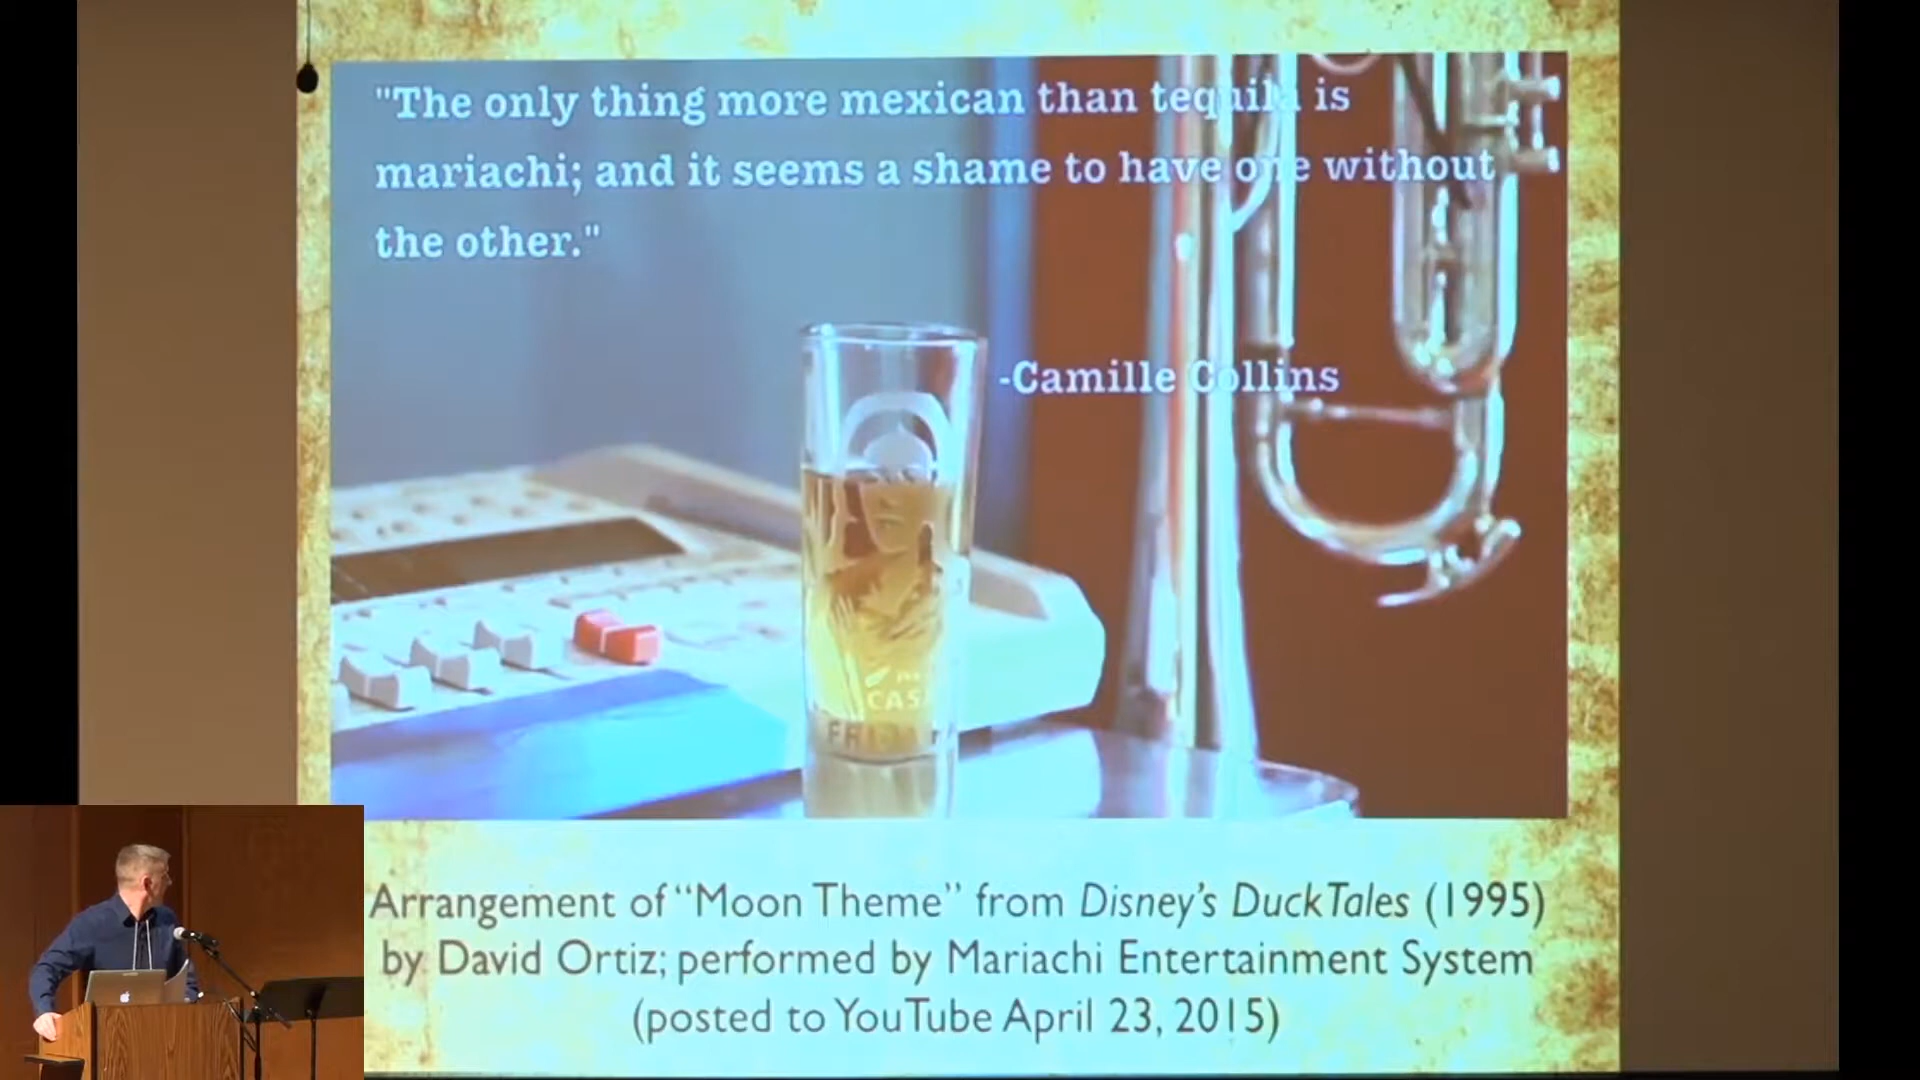 "The only thing more mexican than tequila is
mariachi; and it seems a shame to have one without
the other."
-Camille Collins
CAS
FRIDA
Arrangement of “Moon Theme” from Disney's DuckTales (1995)
by David Ortiz; performed by Mariachi Entertainment System
(posted to YouTube April 23, 2015)